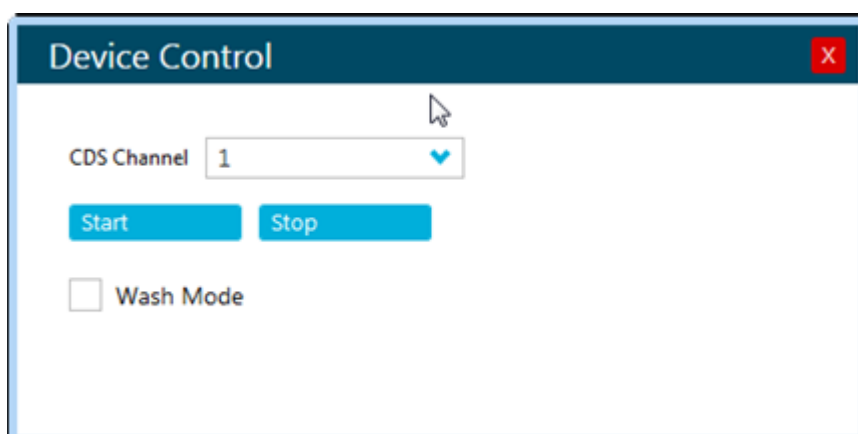 Device Control X
CDS Channel 1
Start Stop
Wash Mode